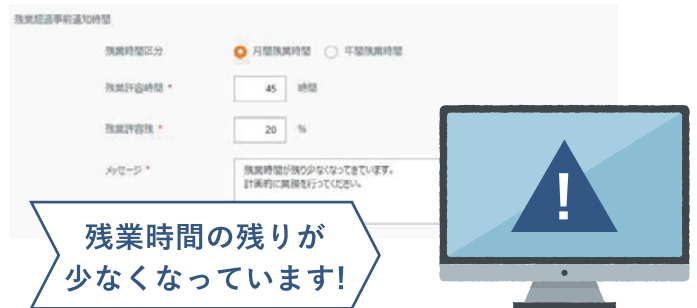 残業超過事前通知時間
残業時間区分 月間残業時間 年間残業時間
残業許容時間 * 45 時間
残業許容残 * 20 %
メッセージ * 残業時間が残り少なくなってきています。
計画的に業務を行ってください。
残業時間の残りが
少なくなっています!
!